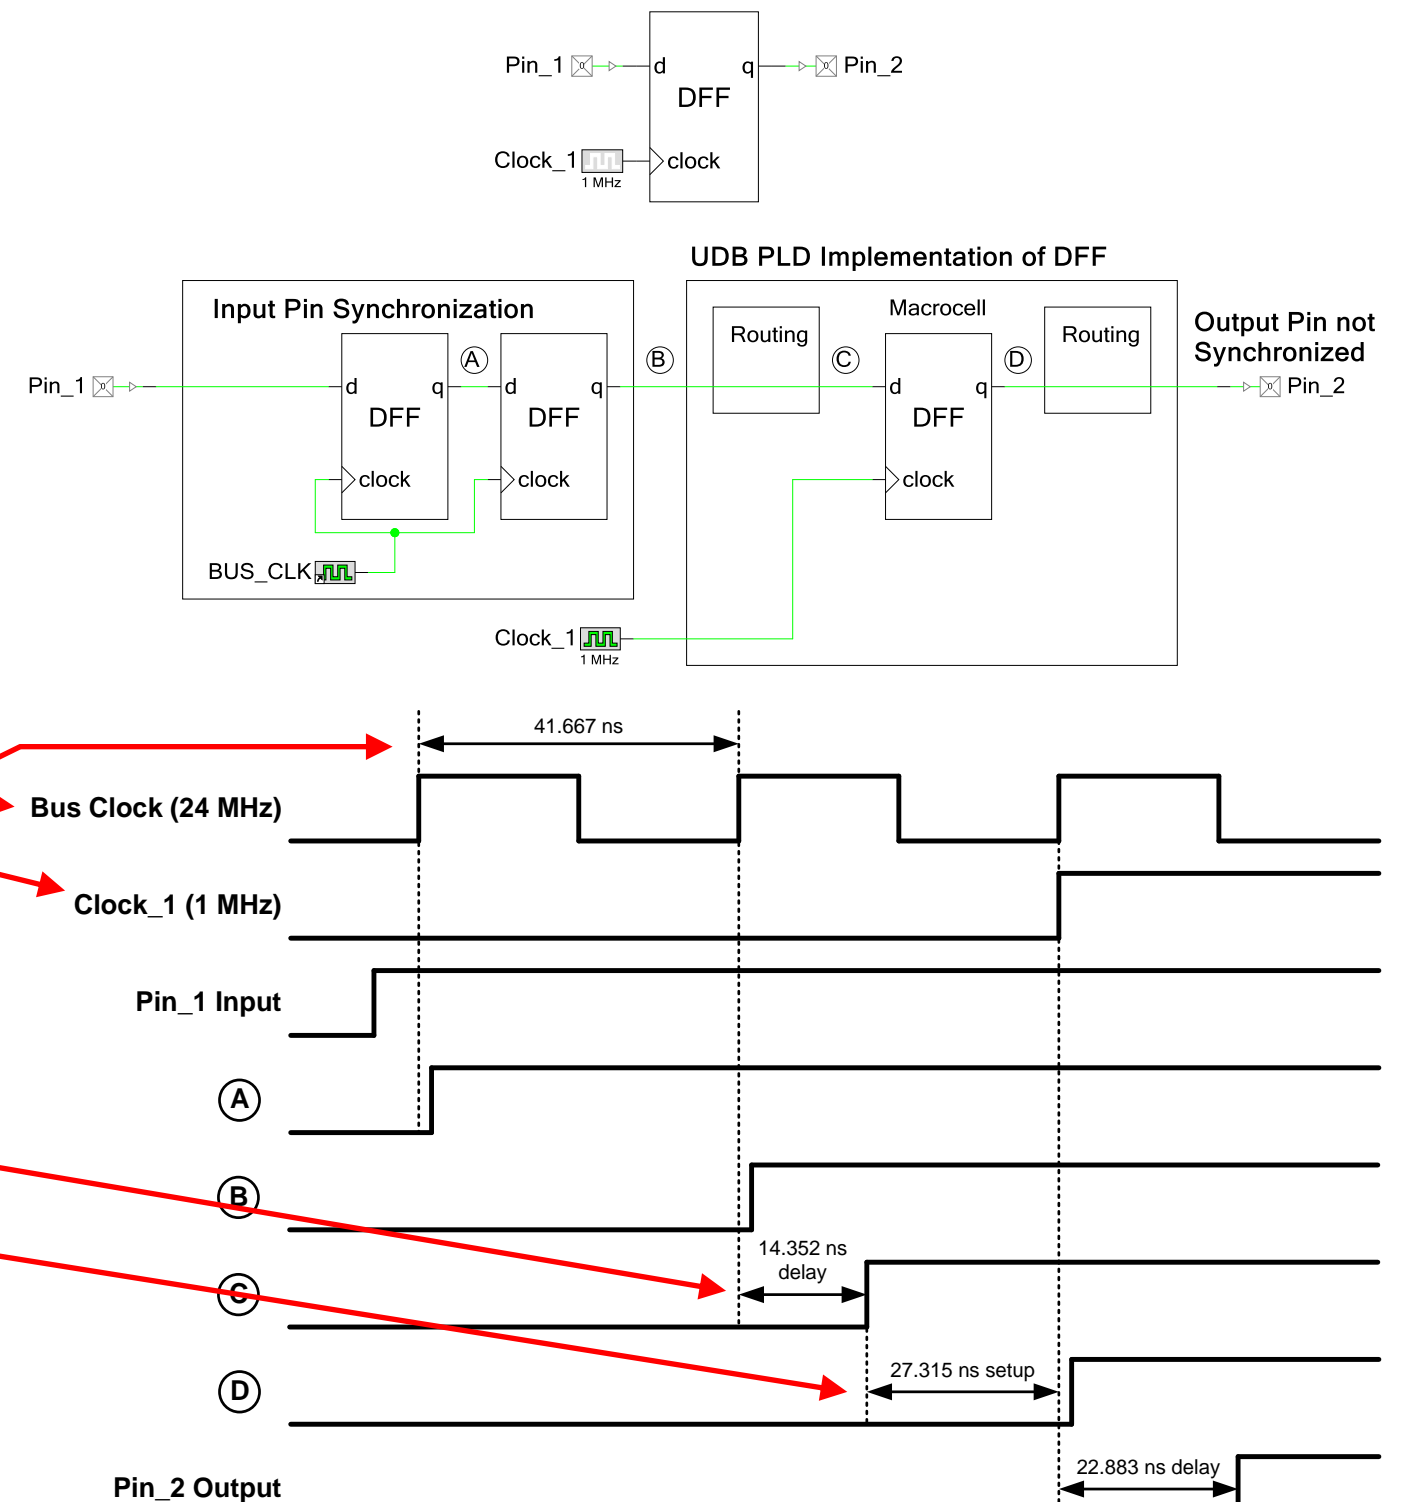 Pin_1
d
q
Pin_2
DFF
Clock_1
clock
1 MHz
UDB PLD Implementation of DFF
Input Pin Synchronization
Macrocell
Routing
Routing
Output Pin not
Synchronized
A
B
C
D
Pin_1
d
q
d
q
d
q
Pin_2
DFF
DFF
DFF
clock
clock
clock
BUS_CLK
Clock_1
1 MHz
41.667 ns
Bus Clock (24 MHz)
Clock_1 (1 MHz)
Pin_1 Input
A
B
14.352 ns
delay
C
27.315 ns setup
D
22.883 ns delay
Pin_2 Output